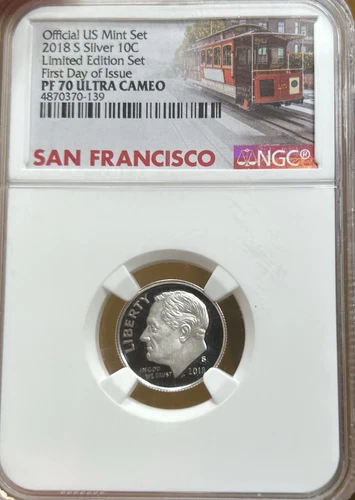 Official US Mint Set
2018 S Silver 10C
Limited Edition Set
First Day of Issue
PF 70 ULTRA CAMEO
4870370-139
SAN FRANCISCO
NGC®
LIBERTY
IN GOD
WE TRUST
S
2018